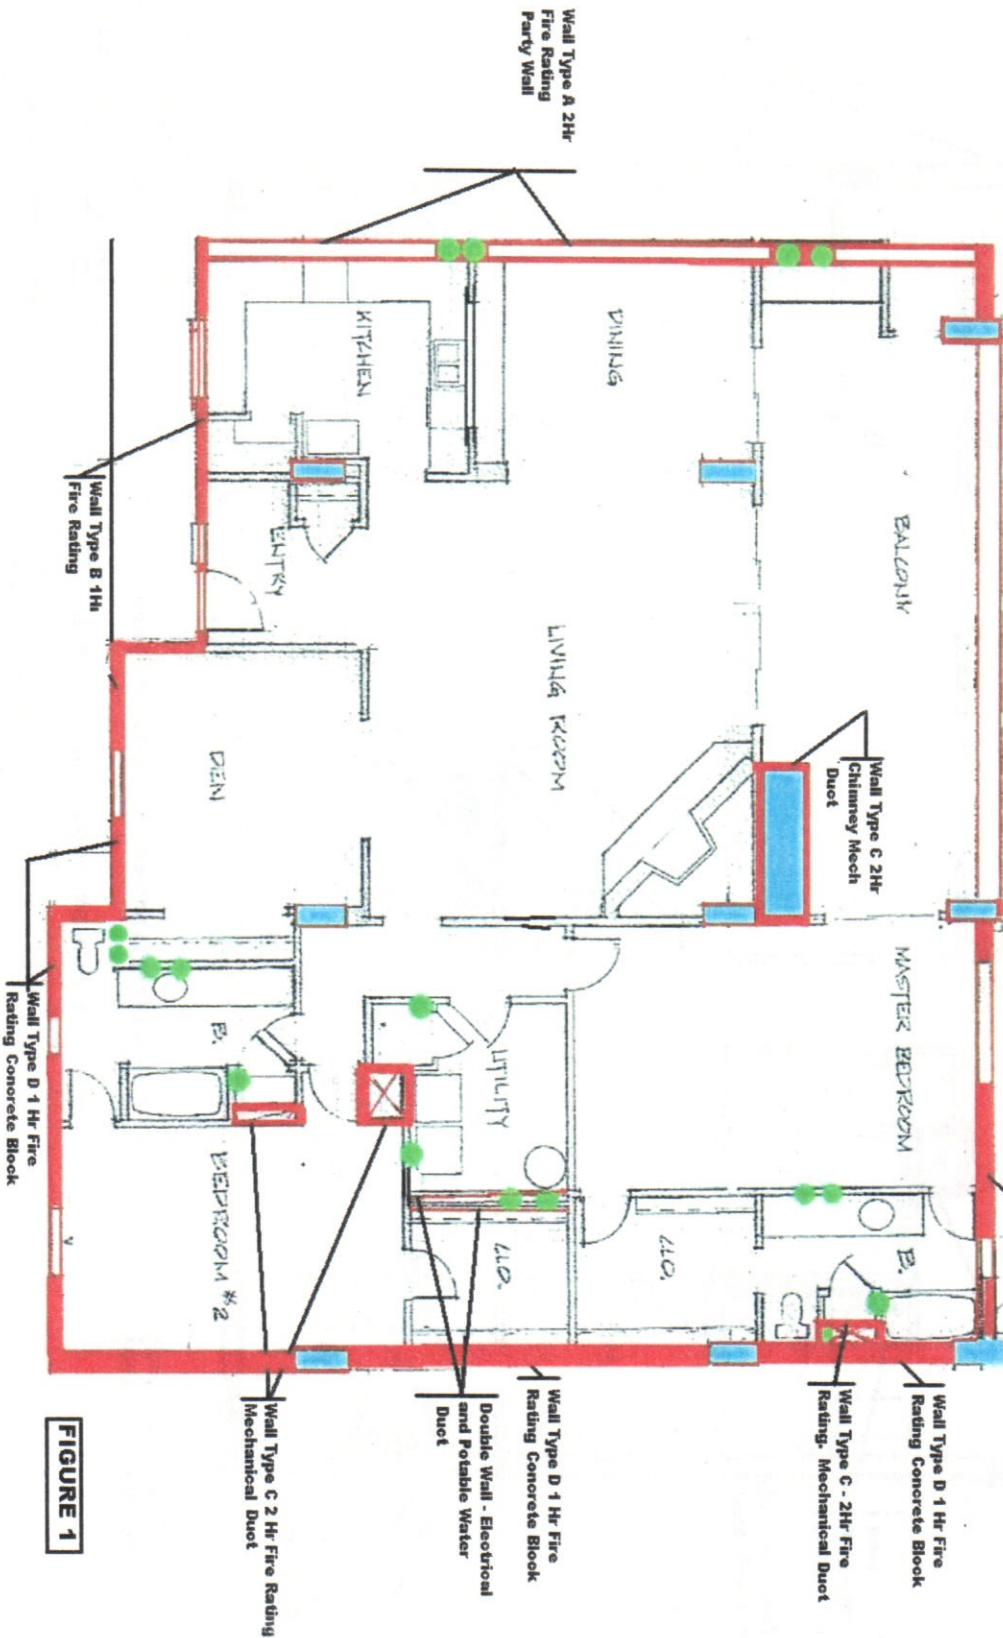 Wall Type A 2Hr
Fire Rating
Party Wall
KITCHEN
DINING
BALCONY
ENTRY
LIVING ROOM
DEN
Wall Type B 1Hr
Fire Rating
Wall Type C 2Hr
Chimney Mech
Duct
MASTER BEDROOM
UTILITY
B.
BEDROOM #2
CLO.
CLO.
B.
Wall Type D 1 Hr Fire
Rating Concrete Block
Wall Type D 1 Hr Fire
Rating Concrete Block
Wall Type C - 2Hr Fire
Rating- Mechanical Duct
Wall Type D 1 Hr Fire
Rating Concrete Block
Double Wall - Electrical
and Potable Water
Duct
Wall Type C 2 Hr Fire Rating
Mechanical Duct
FIGURE 1